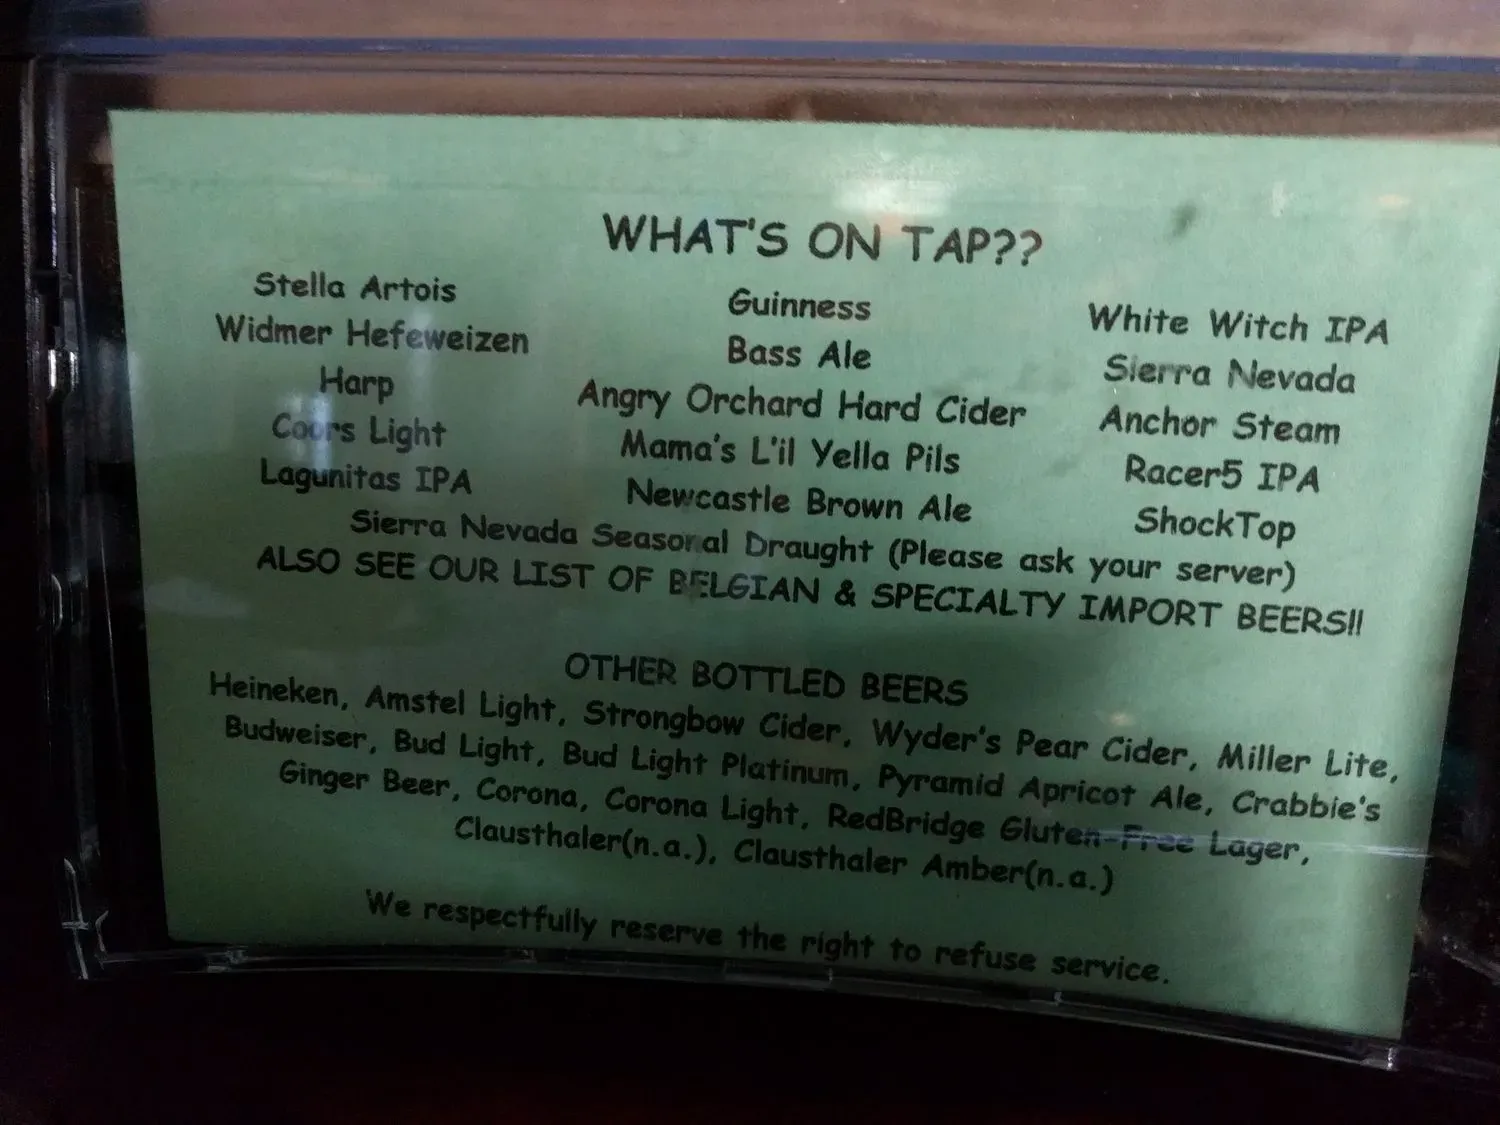 WHAT'S ON TAP??
Stella Artois
Widmer Hefeweizen
Harp
Coors Light
Lagunitas IPA
Guinness
Bass Ale
Angry Orchard Hard Cider
Mama's L'il Yella Pils
Newcastle Brown Ale
White Witch IPA
Sierra Nevada
Anchor Steam
Racer5 IPA
ShockTop
Sierra Nevada Seasonal Draught (Please ask your server)
ALSO SEE OUR LIST OF BELGIAN & SPECIALTY IMPORT BEERS!!
OTHER BOTTLED BEERS
Heineken, Amstel Light, Strongbow Cider, Wyder's Pear Cider, Miller Lite,
Budweiser, Bud Light, Bud Light Platinum, Pyramid Apricot Ale, Crabbie's
Ginger Beer, Corona, Corona Light, RedBridge Gluten-Free Lager,
Clausthaler(n.a.), Clausthaler Amber(n.a.)
We respectfully reserve the right to refuse service.